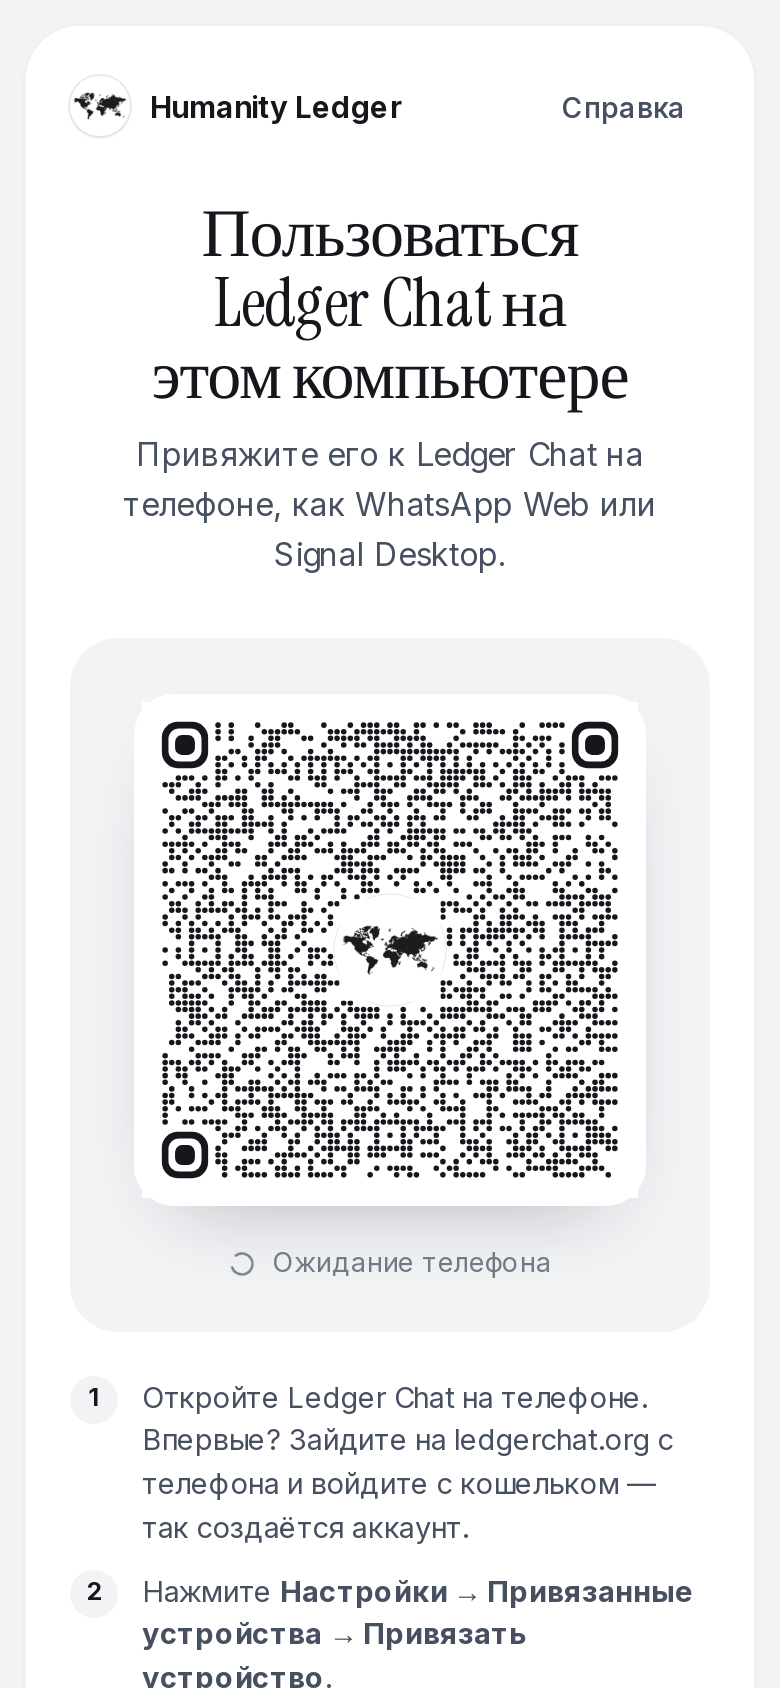 Humanity Ledger
Справка
Пользоваться
Ledger Chat на
этом компьютере
Привяжите его к Ledger Chat на
телефоне, как WhatsApp Web или
Signal Desktop.
Ожидание телефона
1
Откройте Ledger Chat на телефоне.
Впервые? Зайдите на ledgerchat.org с
телефона и войдите с кошельком —
так создаётся аккаунт.
2
Нажмите Настройки → Привязанные
устройства → Привязать
устройство.